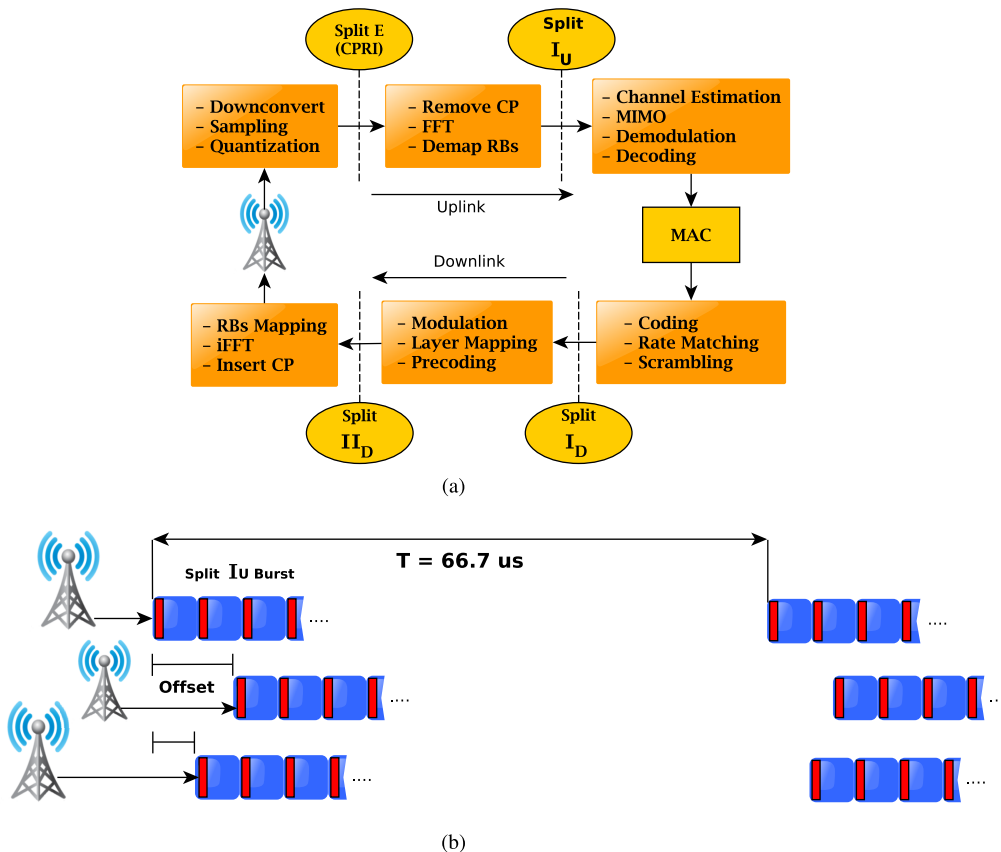 Split E
(CPRI)
Split
IU
– Downconvert
– Sampling
– Quantization
– Remove CP
– FFT
– Demap RBs
– Channel Estimation
– MIMO
– Demodulation
– Decoding
Uplink
MAC
Downlink
– RBs Mapping
– iFFT
– Insert CP
– Modulation
– Layer Mapping
– Precoding
– Coding
– Rate Matching
– Scrambling
Split
IID
Split
ID
(a)
T = 66.7 us
Split IU Burst
....
....
Offset
....
..
....
....
(b)